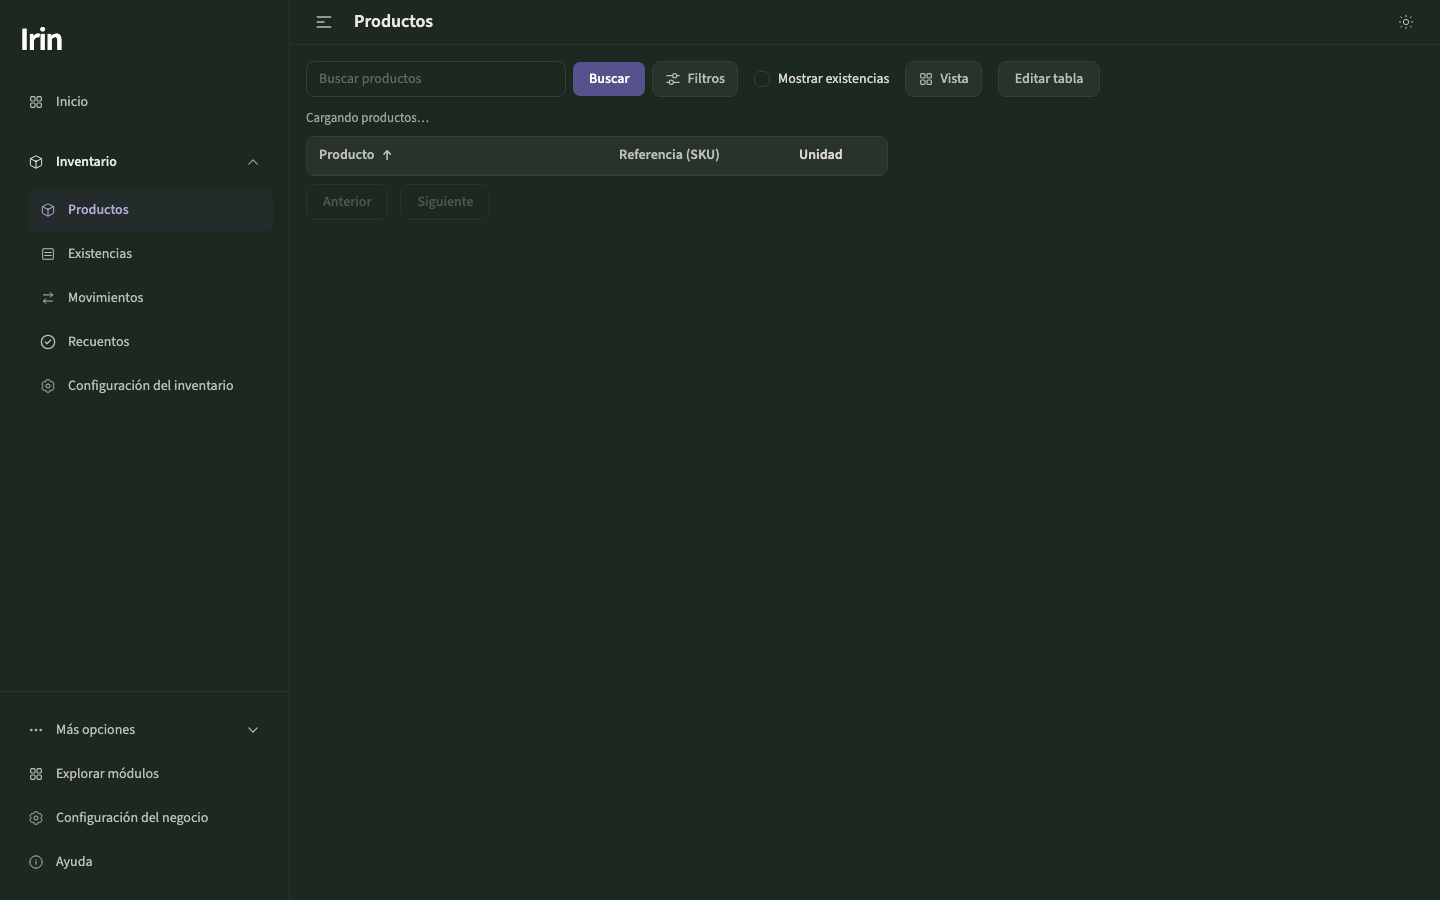 Irin
Productos
Inicio
Buscar productos
Buscar
Filtros
Mostrar existencias
Vista
Editar tabla
Cargando productos…
Inventario
Producto
Referencia (SKU)
Unidad
Productos
Anterior
Siguiente
Existencias
Movimientos
Recuentos
Configuración del inventario
Más opciones
Explorar módulos
Configuración del negocio
Ayuda